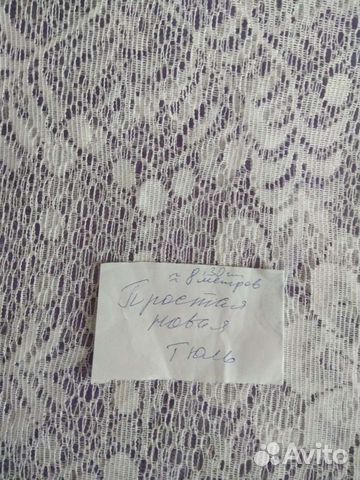 ≈ 8 метров
Простая
новая
Тюль
Avito